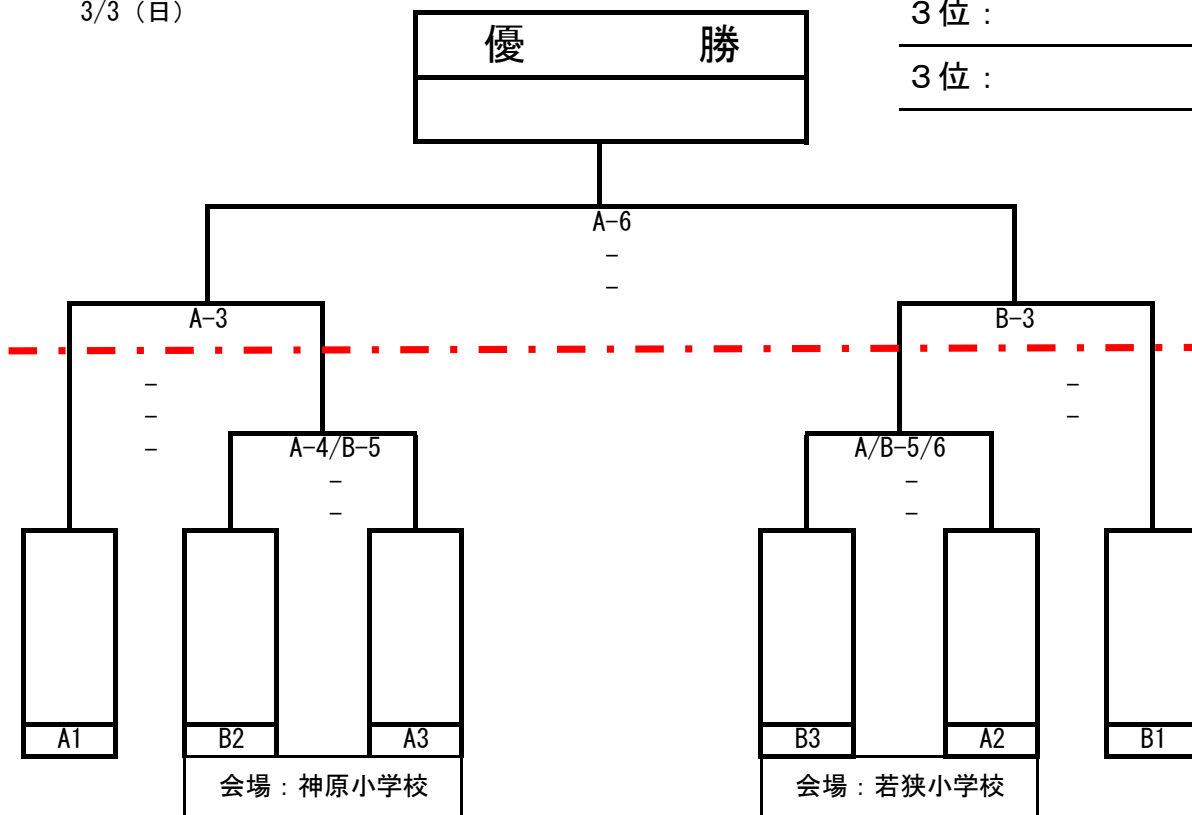 3/3（日）
優勝
３位：
３位：
A-6
-
-
A-3
B-3
-
-
-
-
-
A-4/B-5
A/B-5/6
-
-
-
-
A1
B2
A3
B3
A2
B1
会場：神原小学校
会場：若狭小学校